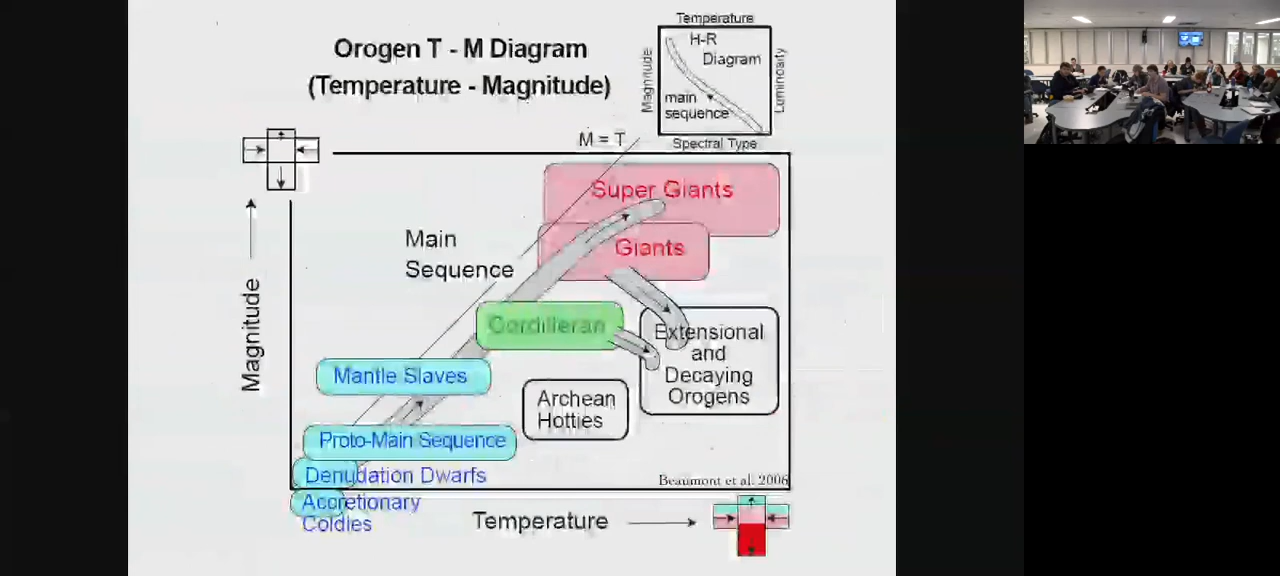 Orogen T - M Diagram
(Temperature - Magnitude)
Temperature
H-R
Diagram
main
sequence
Magnitude
Luminoarity
Spectral Type
M = T
Super Giants
Giants
Main
Sequence
Cordilleran
Extensional
and
Decaying
Orogens
Mantle Slaves
Archean
Hotties
Proto-Main Sequence
Denudation Dwarfs
Accretionary
Coldies
Beaumont et al. 2006
Magnitude
Temperature